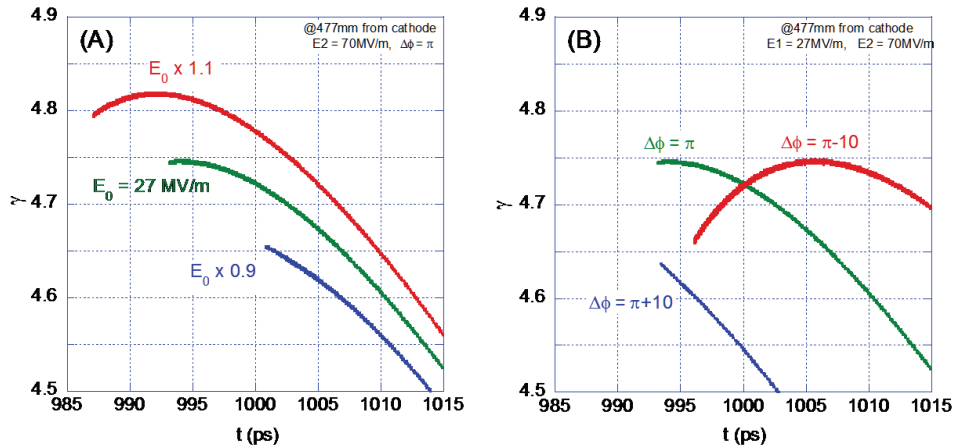 (A)
@477mm from cathode
E2 = 70MV/m, Δϕ = π
E₀ x 1.1
E₀ = 27 MV/m
E₀ x 0.9
γ
4.9
4.8
4.7
4.6
4.5
985 990 995 1000 1005 1010 1015
t (ps)
(B)
@477mm from cathode
E1 = 27MV/m, E2 = 70MV/m
Δϕ = π
Δϕ = π-10
Δϕ = π+10
γ
4.9
4.8
4.7
4.6
4.5
985 990 995 1000 1005 1010 1015
t (ps)